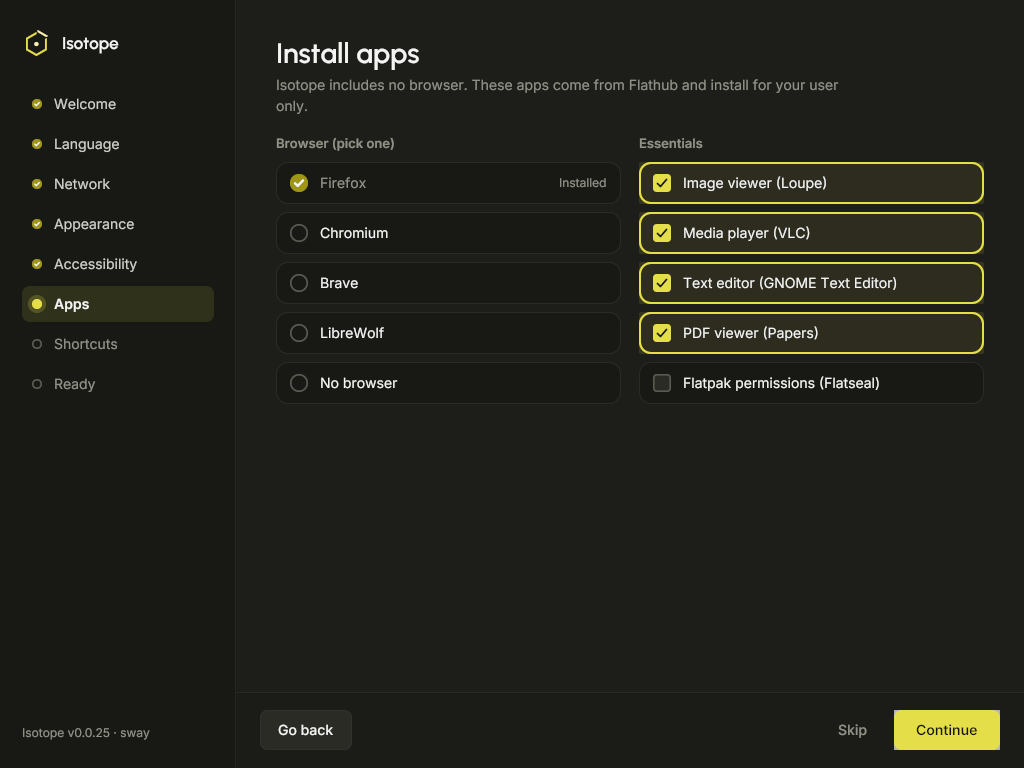 Isotope
Welcome
Language
Network
Appearance
Accessibility
Apps
Shortcuts
Ready
Isotope v0.0.25 · sway
Install apps
Isotope includes no browser. These apps come from Flathub and install for your user
only.
Browser (pick one)
Firefox
Installed
Chromium
Brave
LibreWolf
No browser
Essentials
Image viewer (Loupe)
Media player (VLC)
Text editor (GNOME Text Editor)
PDF viewer (Papers)
Flatpak permissions (Flatseal)
Go back
Skip
Continue